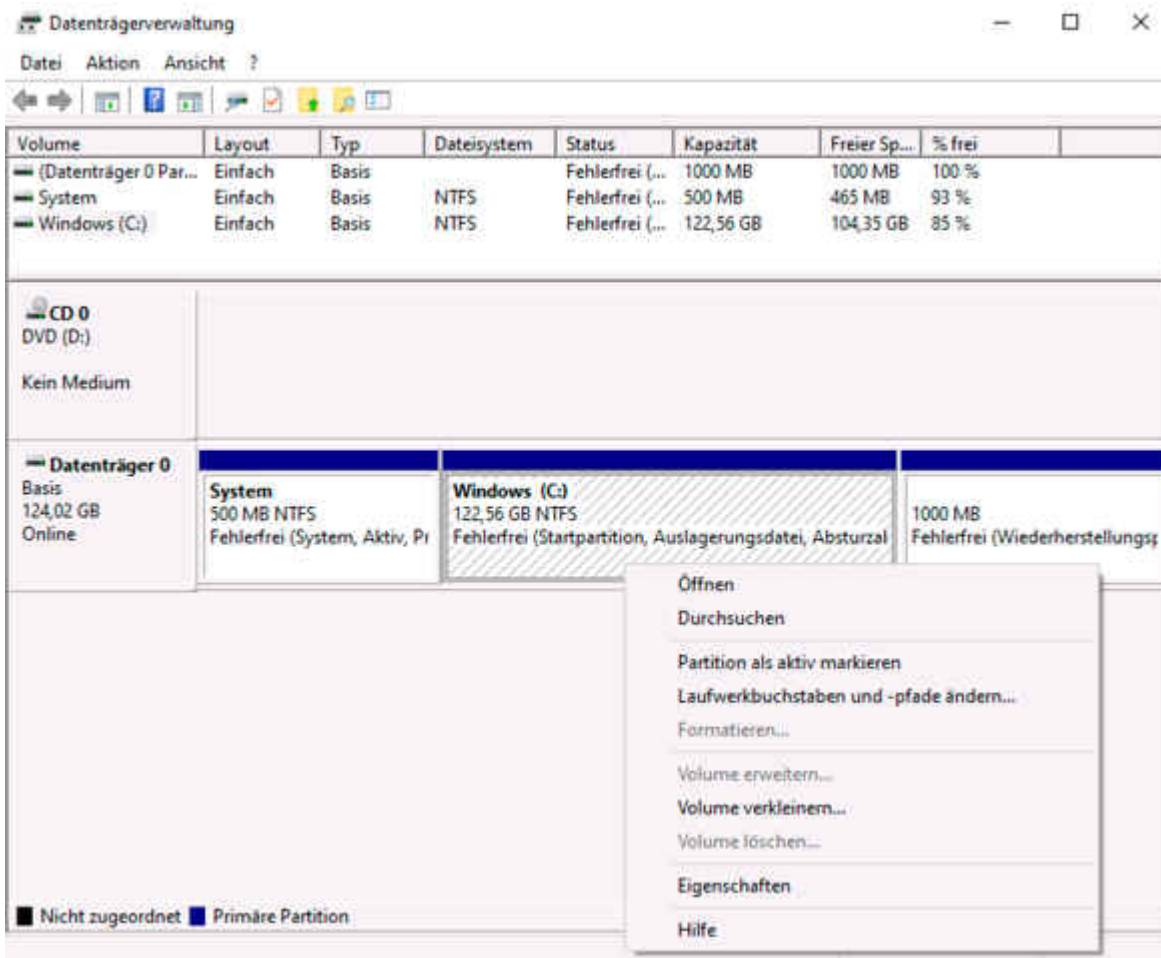 Datenträgerverwaltung
Datei Aktion Ansicht ?
Volume Layout Typ Dateisystem Status Kapazität Freier Sp... % frei
(Datenträger 0 Par... Einfach Basis Fehlerfrei (... 1000 MB 1000 MB 100 %
System Einfach Basis NTFS Fehlerfrei (... 500 MB 465 MB 93 %
Windows (C:) Einfach Basis NTFS Fehlerfrei (... 122,56 GB 104,35 GB 85 %
CD 0
DVD (D:)
Kein Medium
Datenträger 0
Basis
124,02 GB
Online
System
500 MB NTFS
Fehlerfrei (System, Aktiv, Pr
Windows (C:)
122,56 GB NTFS
Fehlerfrei (Startpartition, Auslagerungsdatei, Absturzal
1000 MB
Fehlerfrei (Wiederherstellungsp
Öffnen
Durchsuchen
Partition als aktiv markieren
Laufwerkbuchstaben und -pfade ändern...
Formatieren...
Volume erweitern...
Volume verkleinern...
Volume löschen...
Eigenschaften
Hilfe
Nicht zugeordnet Primäre Partition